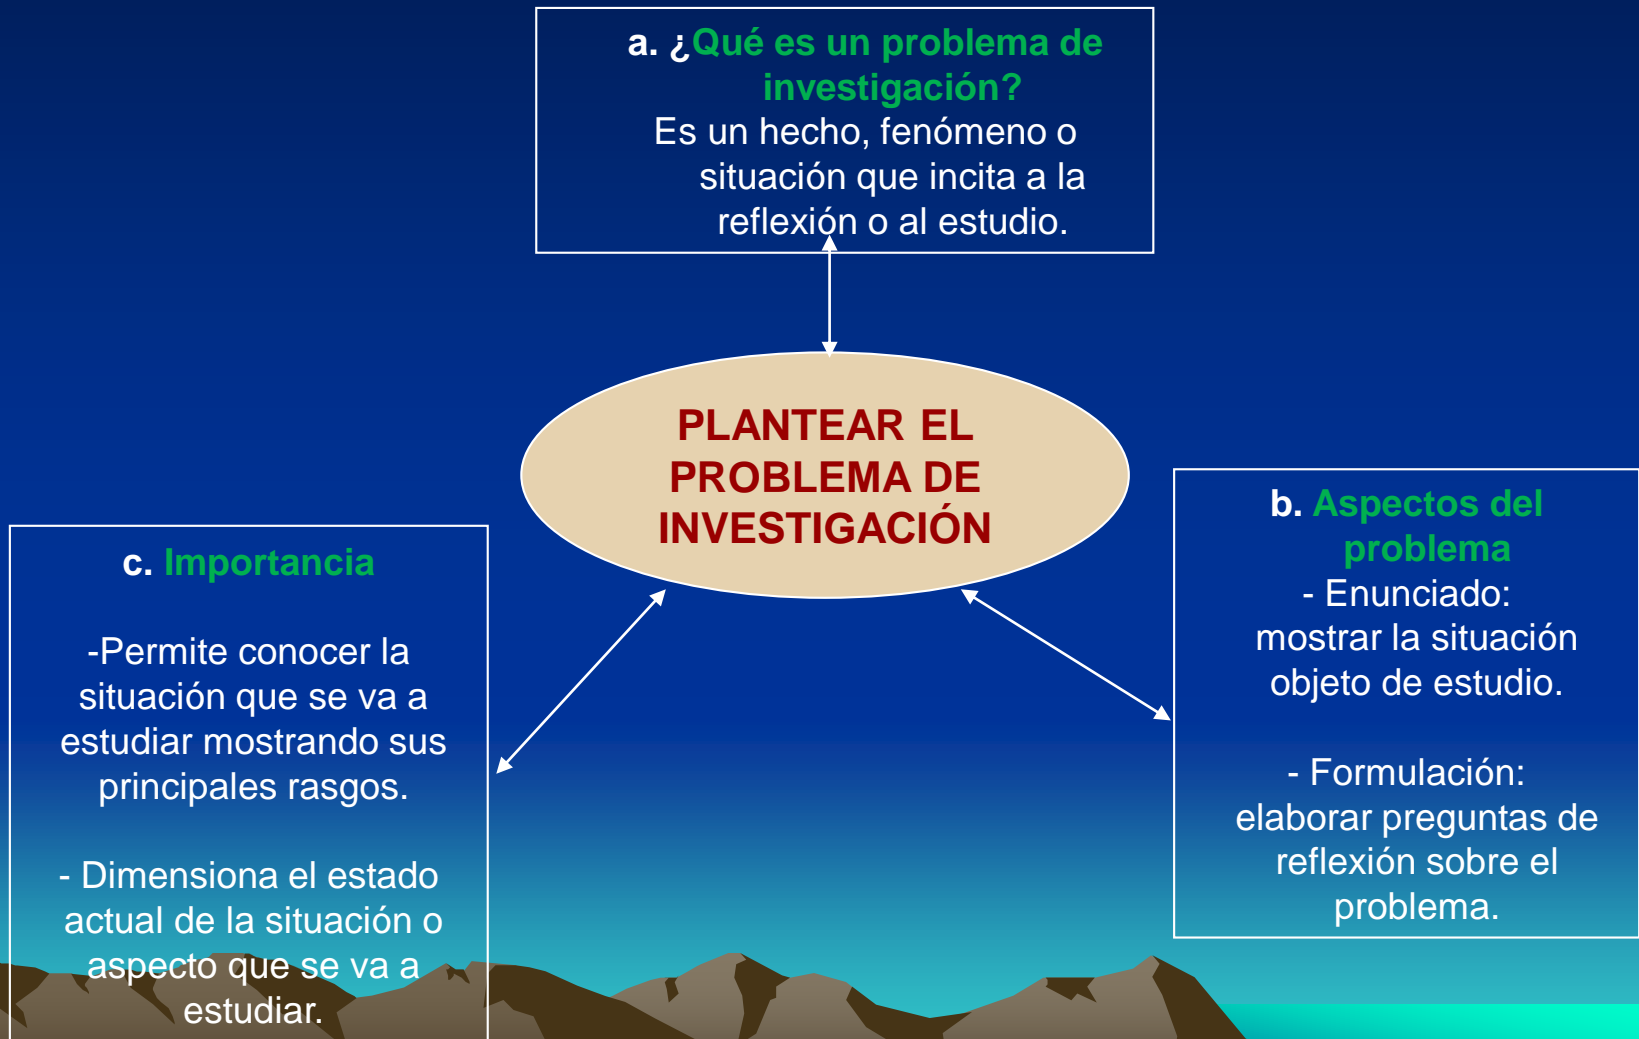 a. ¿Qué es un problema de
investigación?
Es un hecho, fenómeno o
situación que incita a la
reflexión o al estudio.
PLANTEAR EL
PROBLEMA DE
INVESTIGACIÓN
b. Aspectos del
problema
- Enunciado:
mostrar la situación
objeto de estudio.
- Formulación:
elaborar preguntas de
reflexión sobre el
problema.
c. Importancia
-Permite conocer la
situación que se va a
estudiar mostrando sus
principales rasgos.
- Dimensiona el estado
actual de la situación o
aspecto que se va a
estudiar.